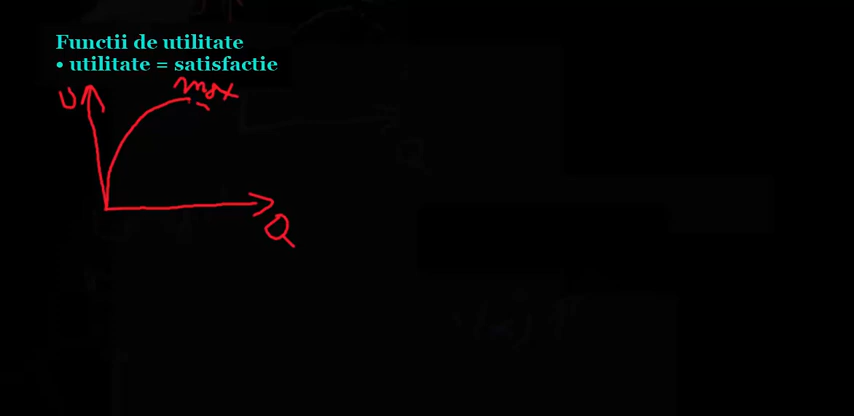 Functii de utilitate
• utilitate = satisfactie
max
U
Q